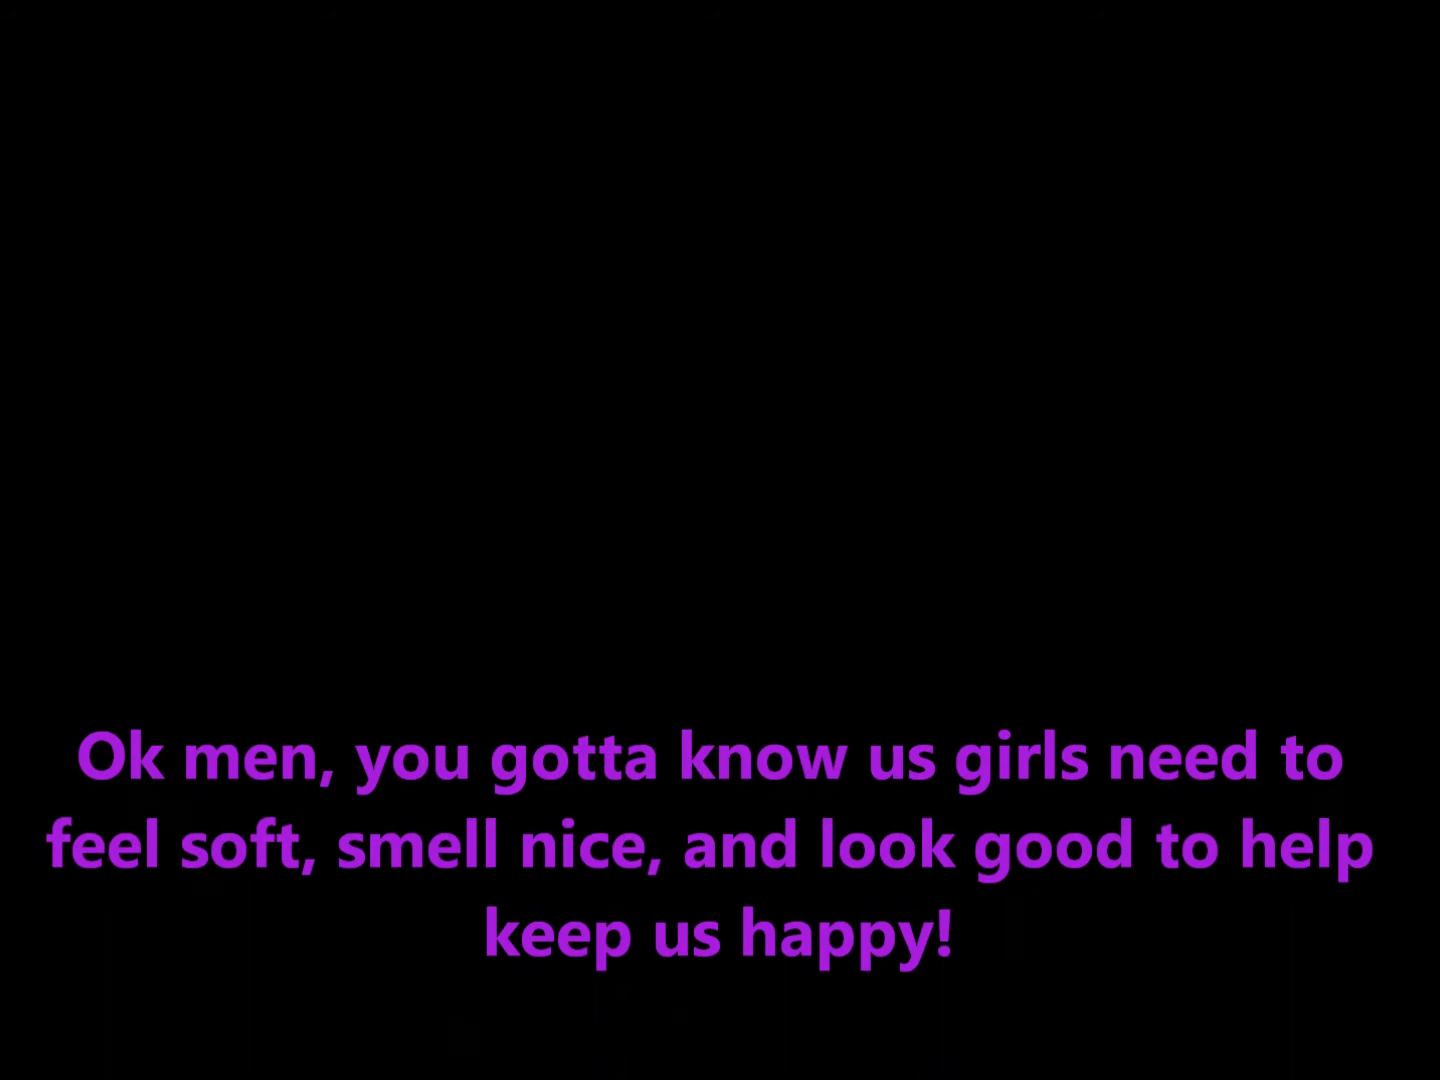 Ok men, you gotta know us girls need to
feel soft, smell nice, and look good to help
keep us happy!